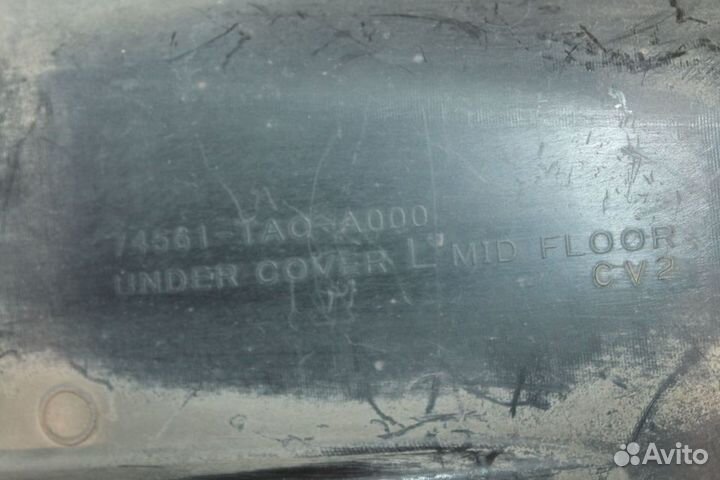 74561-TA0-A000
UNDER COVER L MID FLOOR
CV2
Avito